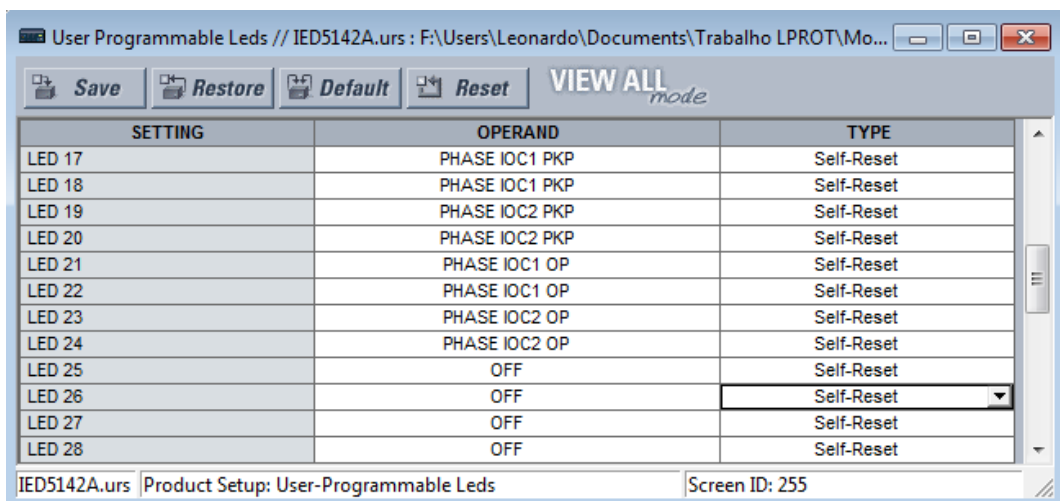 User Programmable Leds // IED5142A.urs : F:\Users\Leonardo\Documents\Trabalho LPROT\Mo...
Save Restore Default Reset VIEW ALL mode
SETTING OPERAND TYPE
LED 17 PHASE IOC1 PKP Self-Reset
LED 18 PHASE IOC1 PKP Self-Reset
LED 19 PHASE IOC2 PKP Self-Reset
LED 20 PHASE IOC2 PKP Self-Reset
LED 21 PHASE IOC1 OP Self-Reset
LED 22 PHASE IOC1 OP Self-Reset
LED 23 PHASE IOC2 OP Self-Reset
LED 24 PHASE IOC2 OP Self-Reset
LED 25 OFF Self-Reset
LED 26 OFF Self-Reset
LED 27 OFF Self-Reset
LED 28 OFF Self-Reset
IED5142A.urs Product Setup: User-Programmable Leds Screen ID: 255